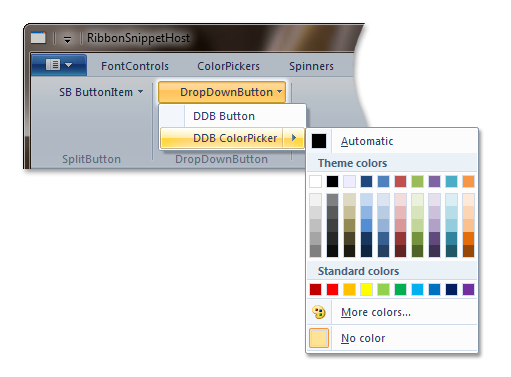 RibbonSnippetHost
FontControls ColorPickers Spinners
SB ButtonItem DropDownButton
DDB Button
DDB ColorPicker
SplitButton DropDownButton
Automatic
Theme colors
Standard colors
More colors...
No color